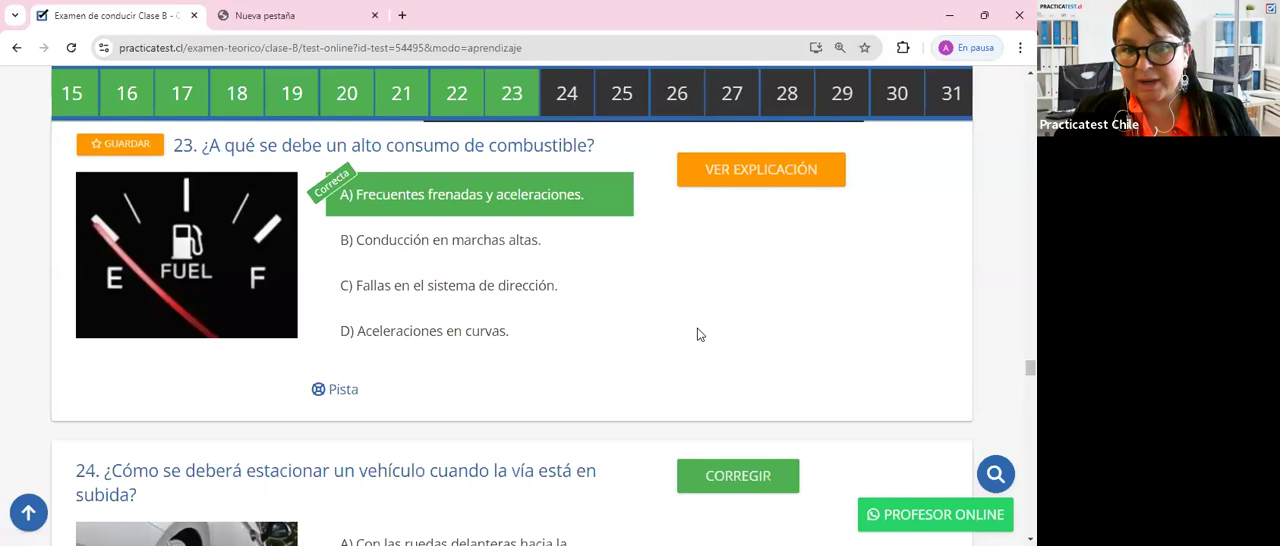 Examen de conducir Clase B - C
Nueva pestaña
practicatest.cl/examen-teorico/clase-B/test-online?id-test=54495&modo=aprendizaje
A
En pausa
PRACTICATEST.CL
Practicatest Chile
15 16 17 18 19 20 21 22 23 24 25 26 27 28 29 30 31
GUARDAR
23. ¿A qué se debe un alto consumo de combustible?
VER EXPLICACIÓN
Correcta
A) Frecuentes frenadas y aceleraciones.
B) Conducción en marchas altas.
C) Fallas en el sistema de dirección.
D) Aceleraciones en curvas.
E FUEL F
Pista
24. ¿Cómo se deberá estacionar un vehículo cuando la vía está en
subida?
CORREGIR
PROFESOR ONLINE
A) Con las ruedas delanteras hacia la